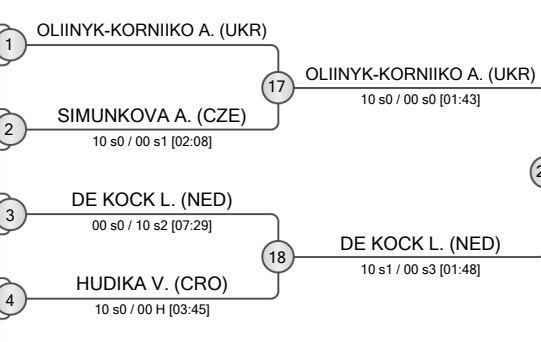 OLIINYK-KORNIIKO A. (UKR)
1
17
OLIINYK-KORNIIKO A. (UKR)
10 s0 / 00 s0 [01:43]
SIMUNKOVA A. (CZE)
2
10 s0 / 00 s1 [02:08]
DE KOCK L. (NED)
3
00 s0 / 10 s2 [07:29]
18
DE KOCK L. (NED)
10 s1 / 00 s3 [01:48]
HUDIKA V. (CRO)
4
10 s0 / 00 H [03:45]